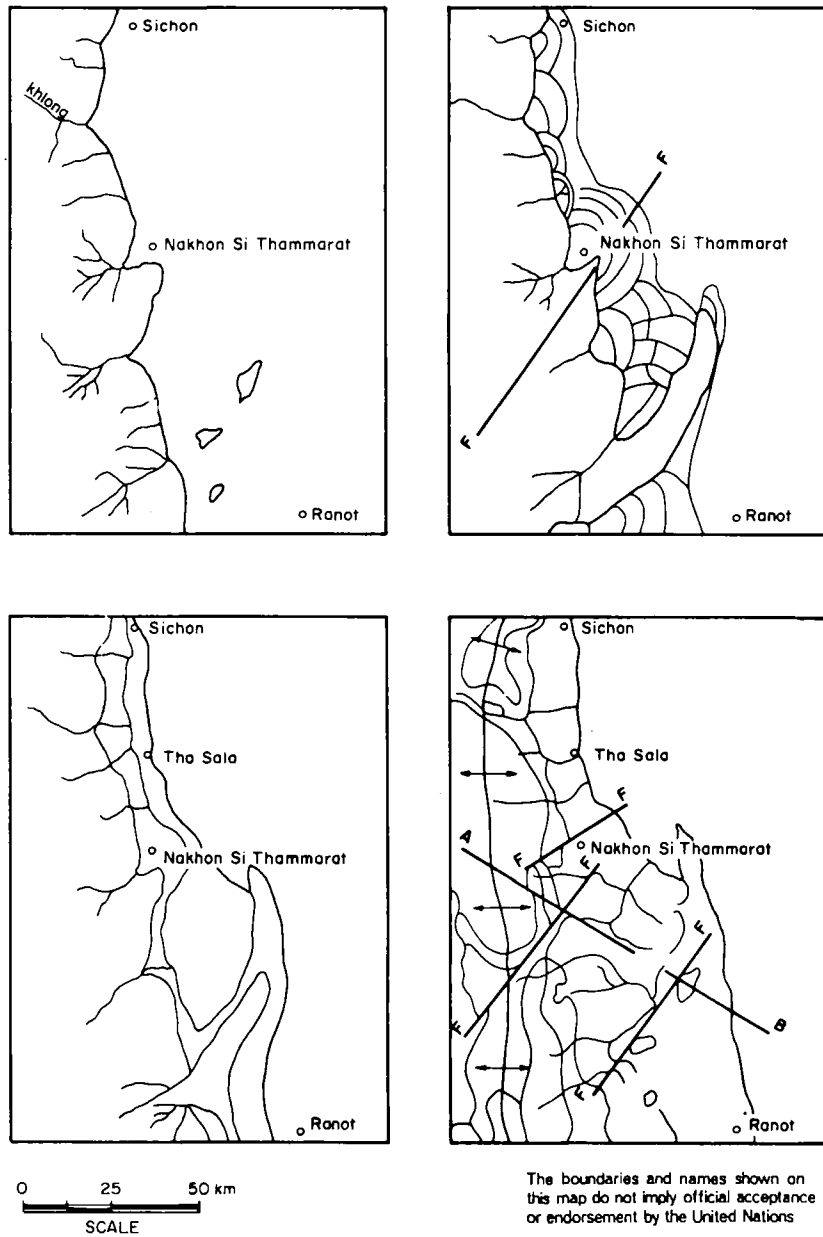 Sichon
khlong
Nakhon Si Thammarat
Ranot
Sichon
F
Nakhon Si Thammarat
F
Ranot
Sichon
Tha Sala
Nakhon Si Thammarat
Ranot
Sichon
Tha Sala
F
A
Nakhon Si Thammarat
F
F
F
F
B
F
Ranot
0 25 50 km
SCALE
The boundaries and names shown on
this map do not imply official acceptance
or endorsement by the United Nations